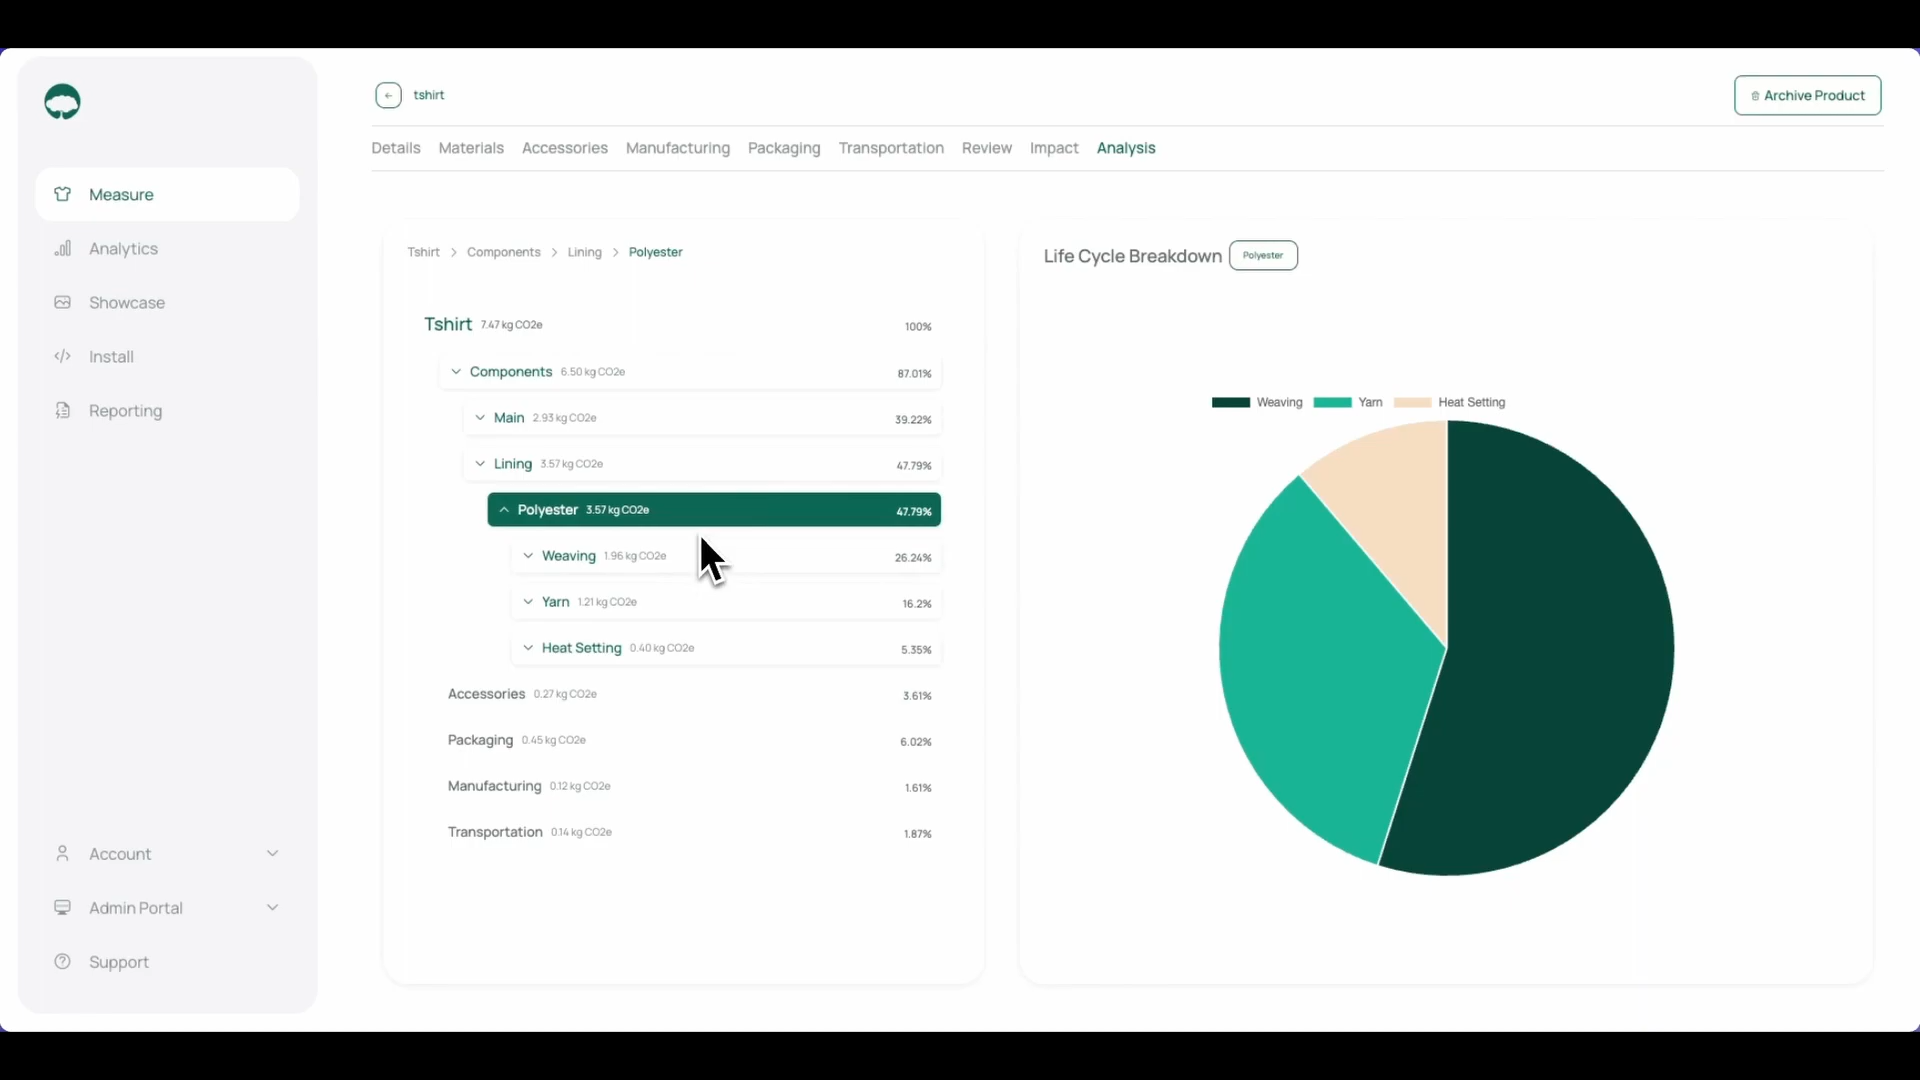 tshirt
Archive Product
Details Materials Accessories Manufacturing Packaging Transportation Review Impact Analysis
Measure
Analytics
Showcase
Install
Reporting
Account
Admin Portal
Support
Tshirt > Components > Lining > Polyester
Tshirt 7.47 kg CO2e 100%
Components 6.50 kg CO2e 87.01%
Main 2.93 kg CO2e 39.22%
Lining 3.57 kg CO2e 47.79%
Polyester 3.57 kg CO2e 47.79%
Weaving 1.96 kg CO2e 26.24%
Yarn 1.21 kg CO2e 16.2%
Heat Setting 0.40 kg CO2e 5.35%
Accessories 0.27 kg CO2e 3.61%
Packaging 0.45 kg CO2e 6.02%
Manufacturing 0.12 kg CO2e 1.61%
Transportation 0.14 kg CO2e 1.87%
Life Cycle Breakdown Polyester
Weaving Yarn Heat Setting